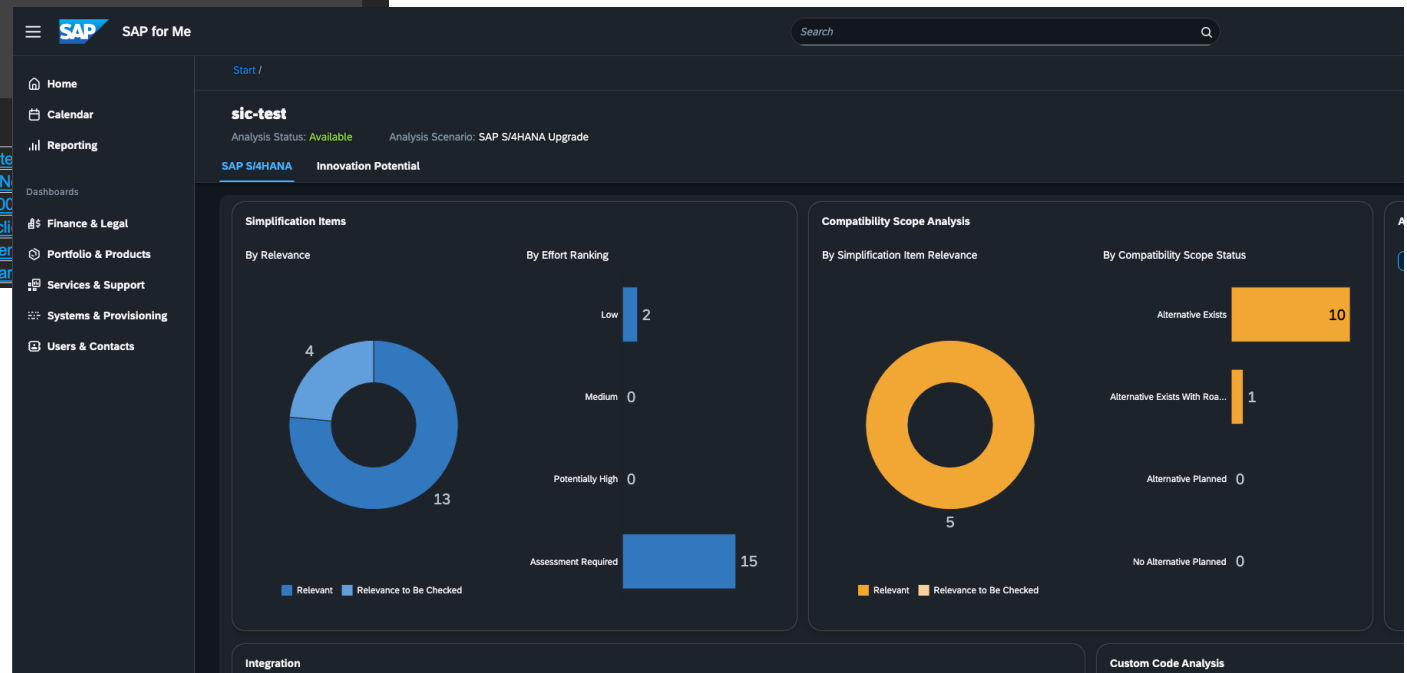 SAP
SAP for Me
Search
Home
Calendar
Reporting
Dashboards
Finance & Legal
Portfolio & Products
Services & Support
Systems & Provisioning
Users & Contacts
Start /
sic-test
Analysis Status: Available
Analysis Scenario: SAP S/4HANA Upgrade
SAP S/4HANA
Innovation Potential
Simplification Items
By Relevance
4
13
Relevant
Relevance to Be Checked
By Effort Ranking
Low 2
Medium 0
Potentially High 0
Assessment Required 15
Compatibility Scope Analysis
By Simplification Item Relevance
5
Relevant
Relevance to Be Checked
By Compatibility Scope Status
Alternative Exists 10
Alternative Exists With Roa... 1
Alternative Planned 0
No Alternative Planned 0
Integration
Custom Code Analysis